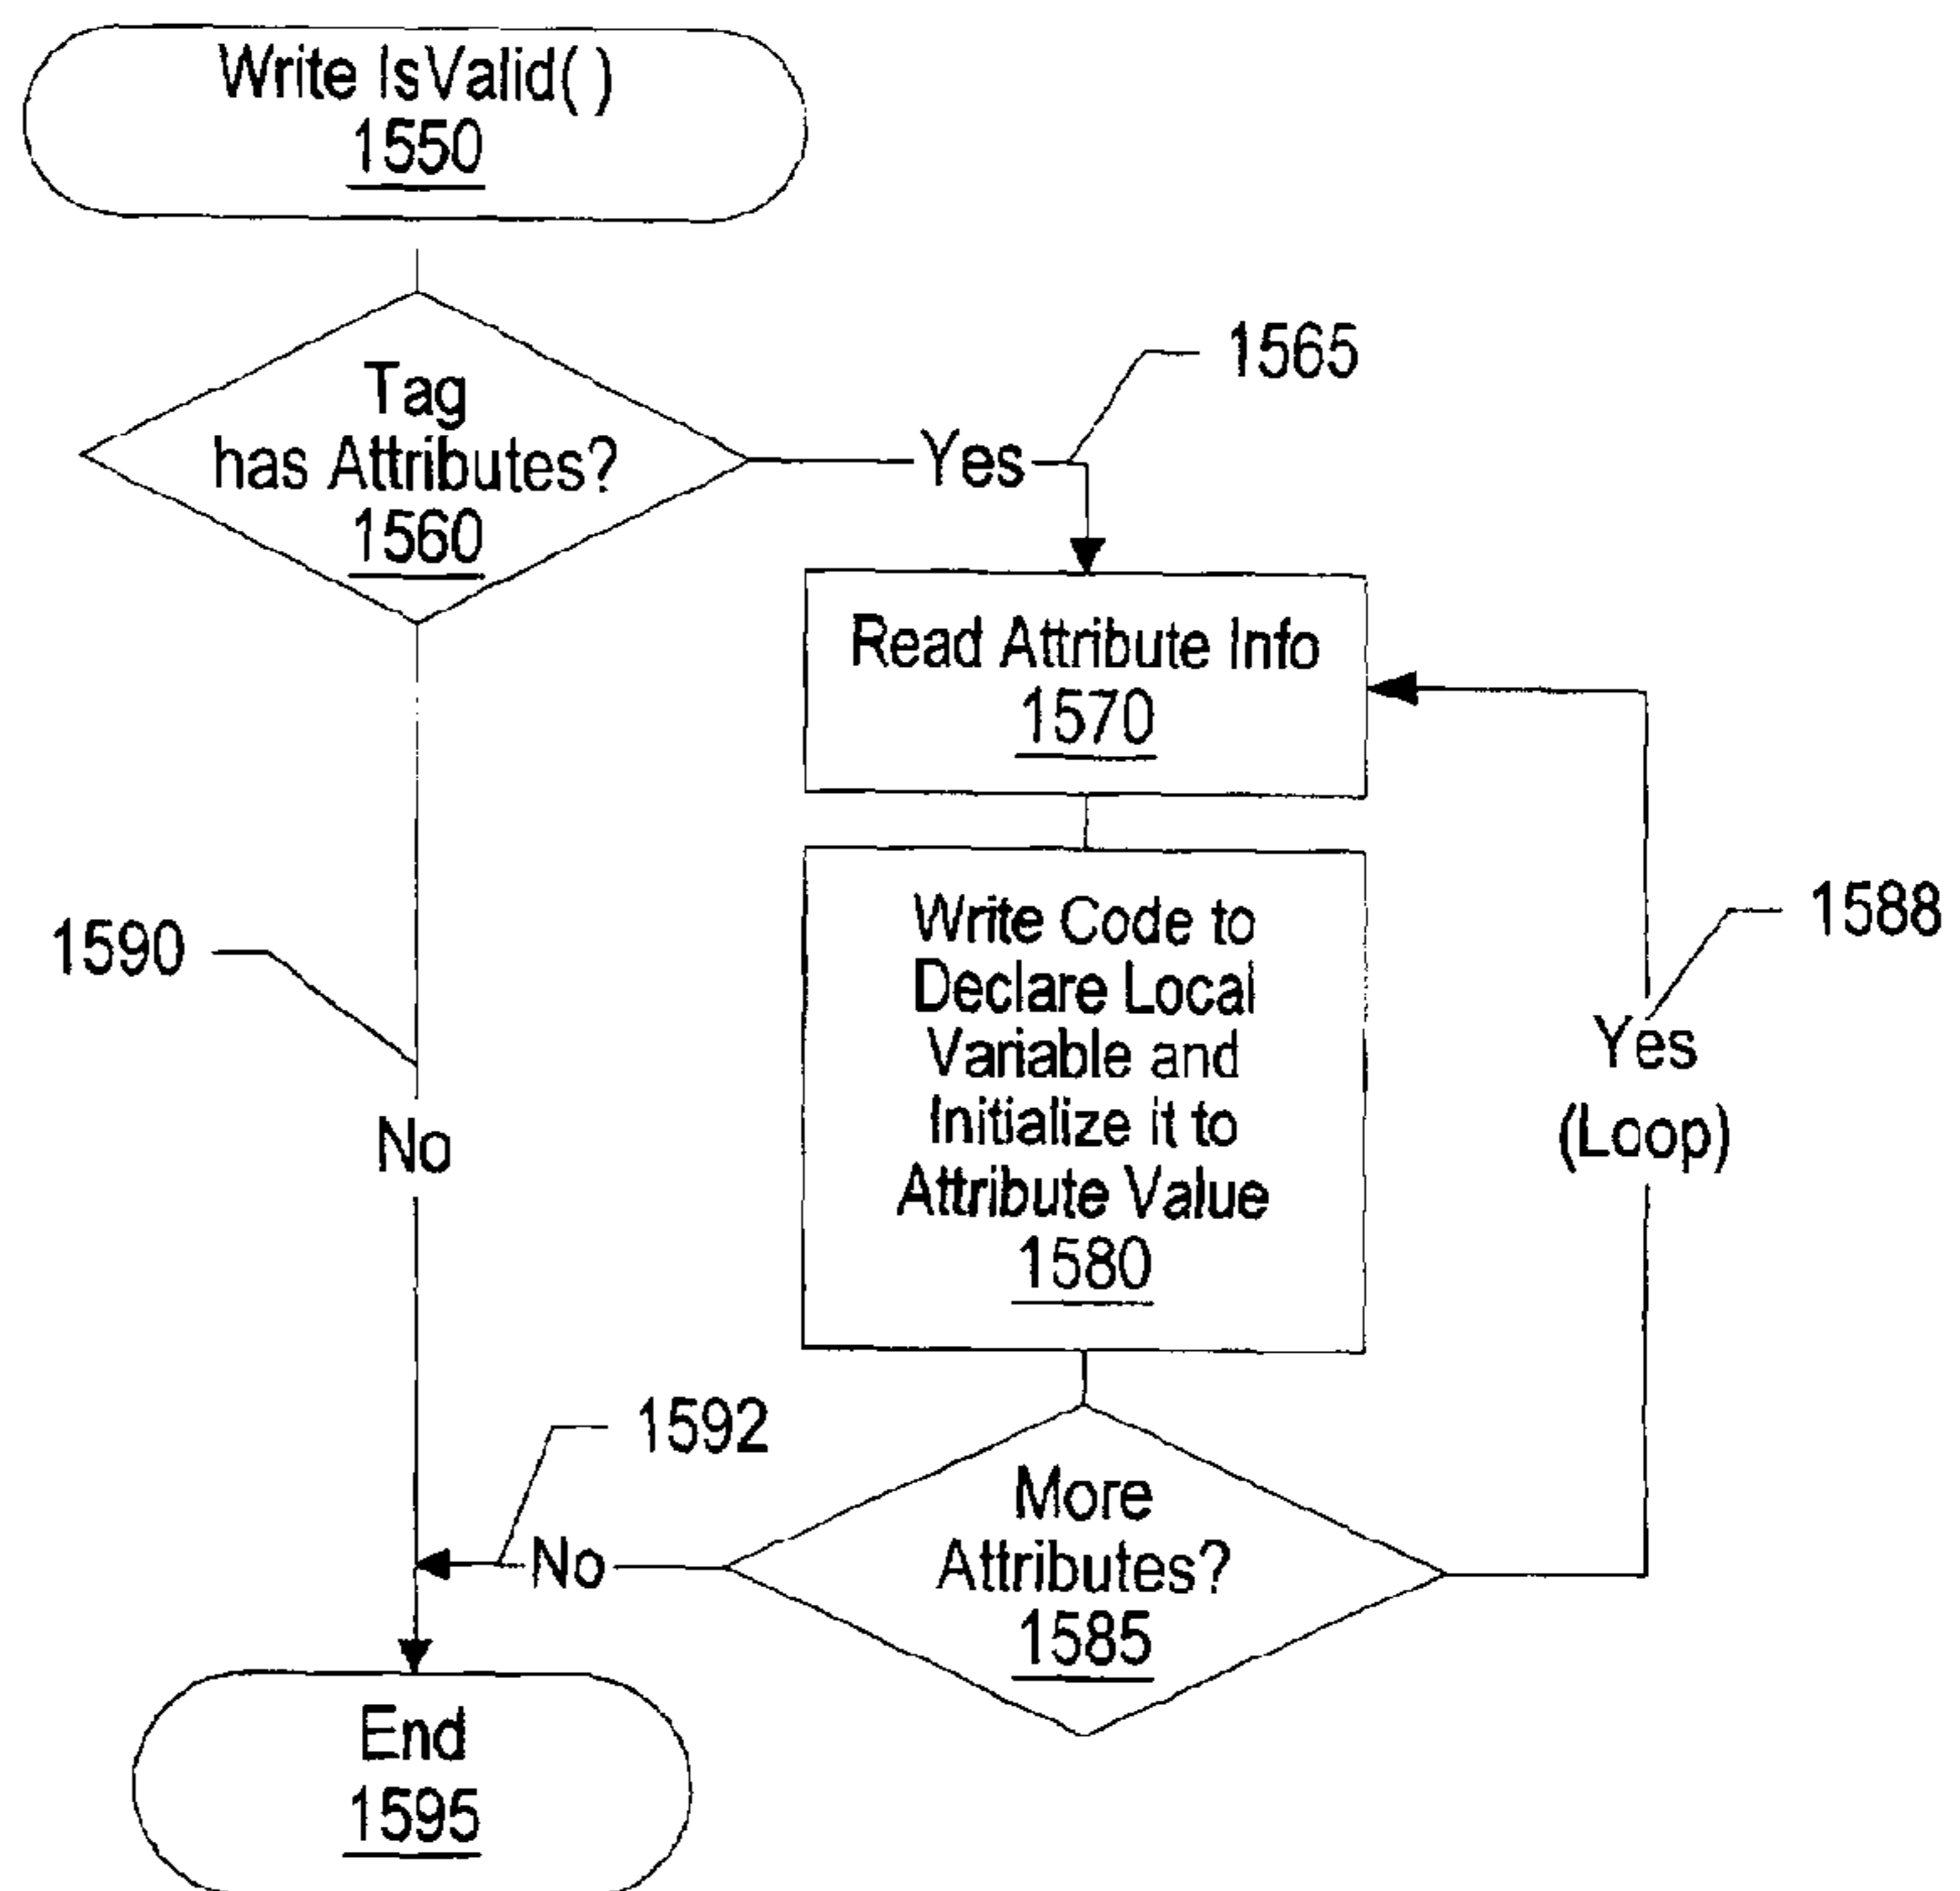 Write IsValid( )
1550
Tag
has Attributes?
1560
Yes
1565
Read Attribute Info
1570
Write Code to
Declare Local
Variable and
Initialize it to
Attribute Value
1580
1588
Yes
(Loop)
1590
No
1592
No
More
Attributes?
1585
End
1595